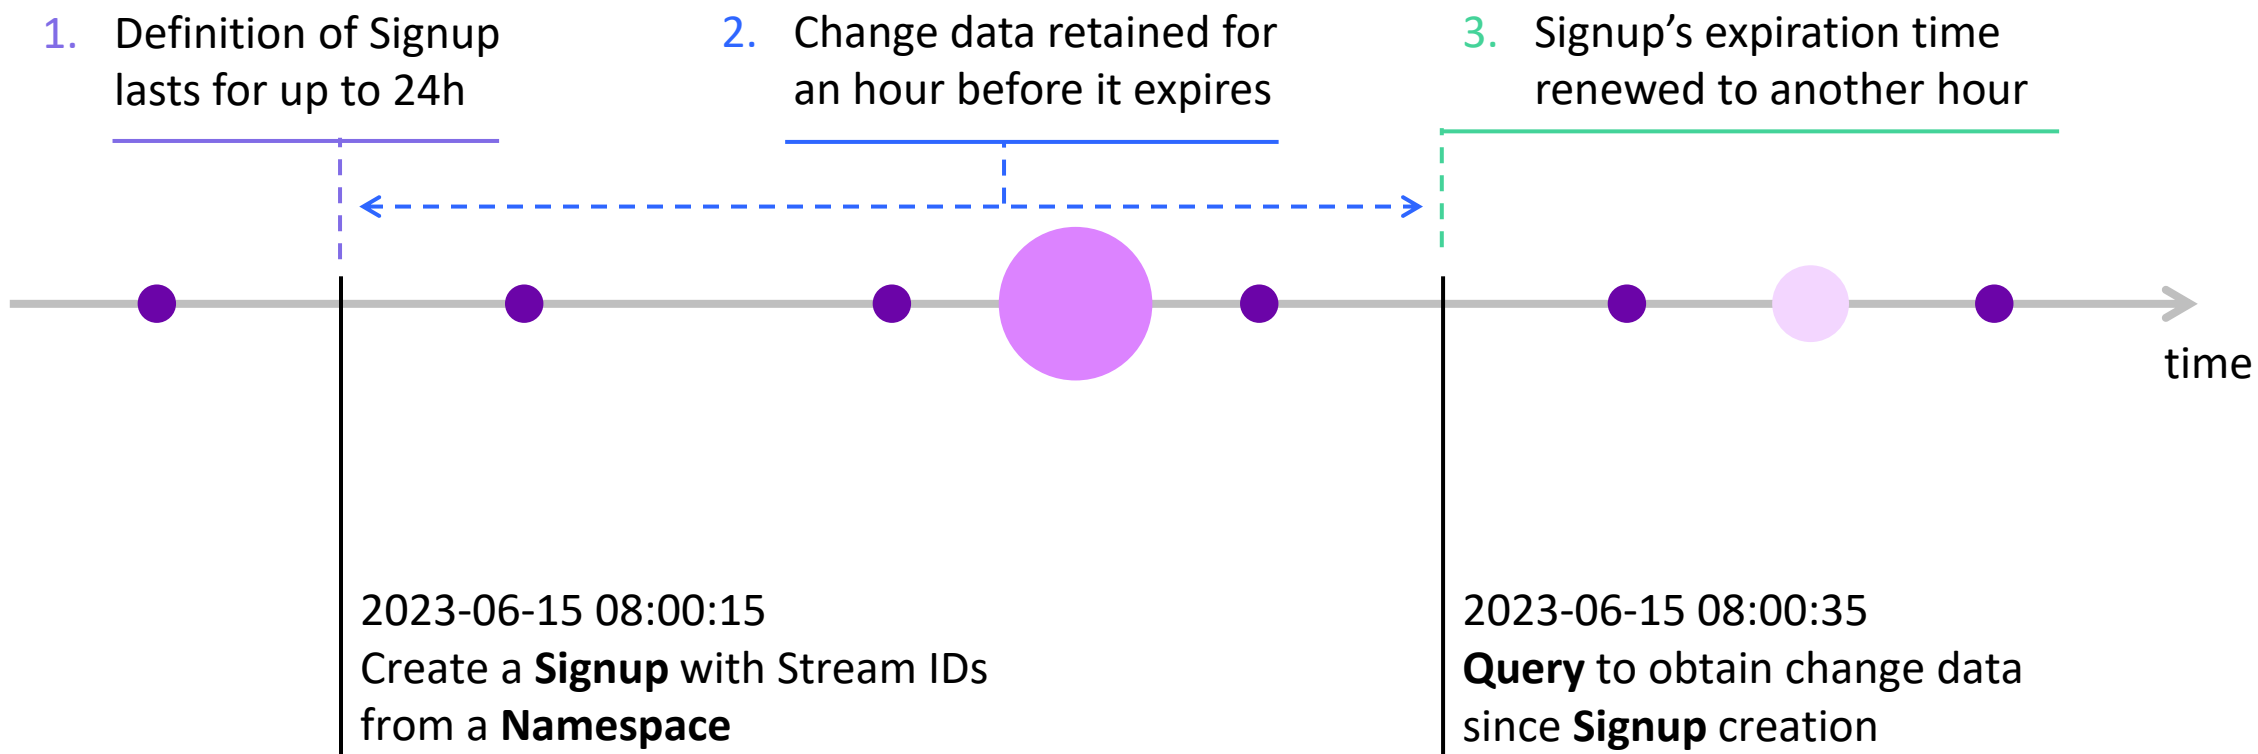 1. Definition of Signup
lasts for up to 24h
2. Change data retained for
an hour before it expires
3. Signup’s expiration time
renewed to another hour
time
2023-06-15 08:00:15
Create a Signup with Stream IDs
from a Namespace
2023-06-15 08:00:35
Query to obtain change data
since Signup creation